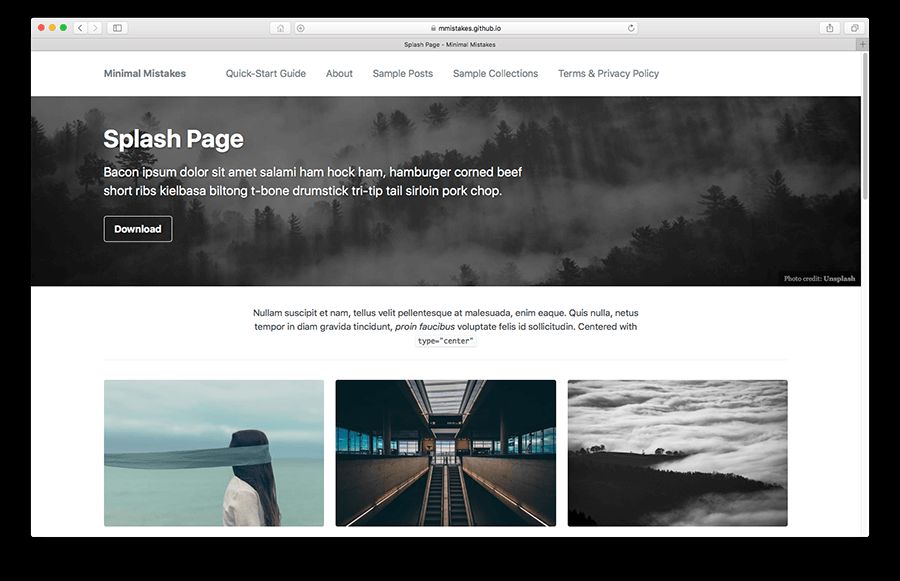 mmistakes.github.io
Splash Page - Minimal Mistakes
Minimal Mistakes Quick-Start Guide About Sample Posts Sample Collections Terms & Privacy Policy
Splash Page
Bacon ipsum dolor sit amet salami ham hock ham, hamburger corned beef
short ribs kielbasa biltong t-bone drumstick tri-tip tail sirloin pork chop.
Download
Photo credit: Unsplash
Nullam suscipit et nam, tellus velit pellentesque at malesuada, enim eaque. Quis nulla, netus
tempor in diam gravida tincidunt, proin faucibus voluptate felis id sollicitudin. Centered with
type="center"